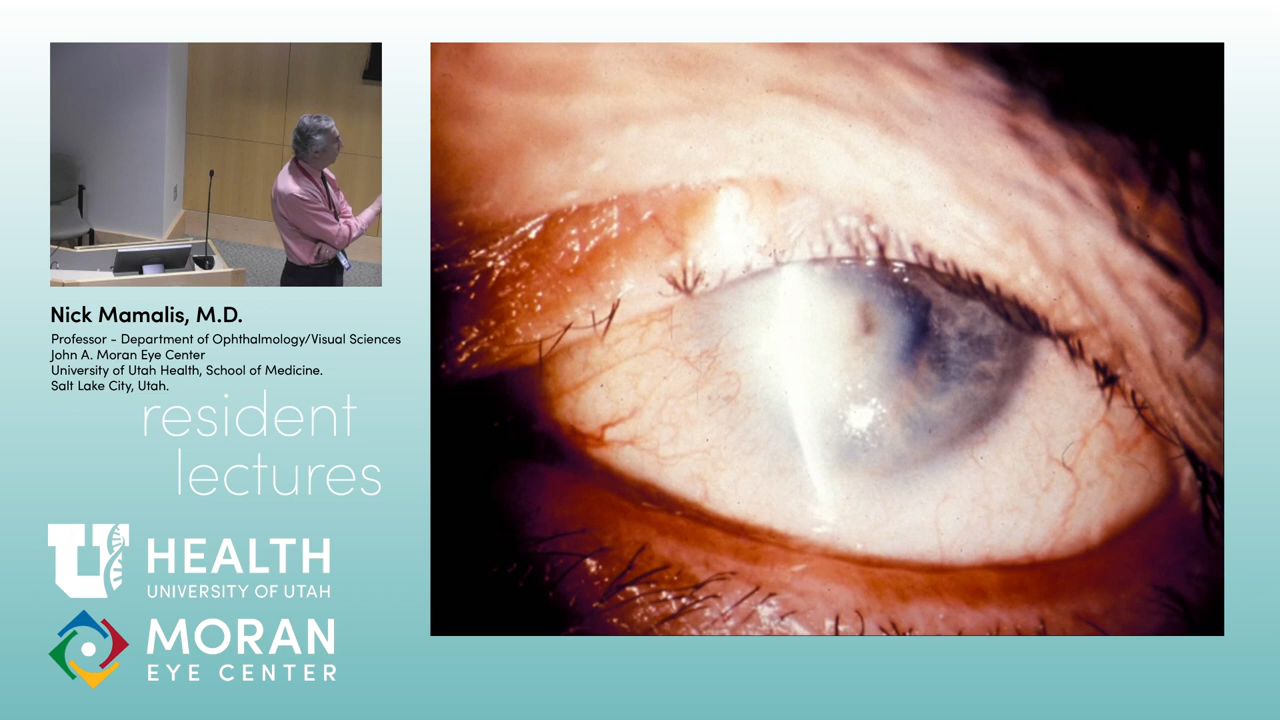 Nick Mamalis, M.D.
Professor - Department of Ophthalmology/Visual Sciences
John A. Moran Eye Center
University of Utah Health, School of Medicine.
Salt Lake City, Utah.
resident
lectures
U HEALTH
UNIVERSITY OF UTAH
MORAN
EYE CENTER